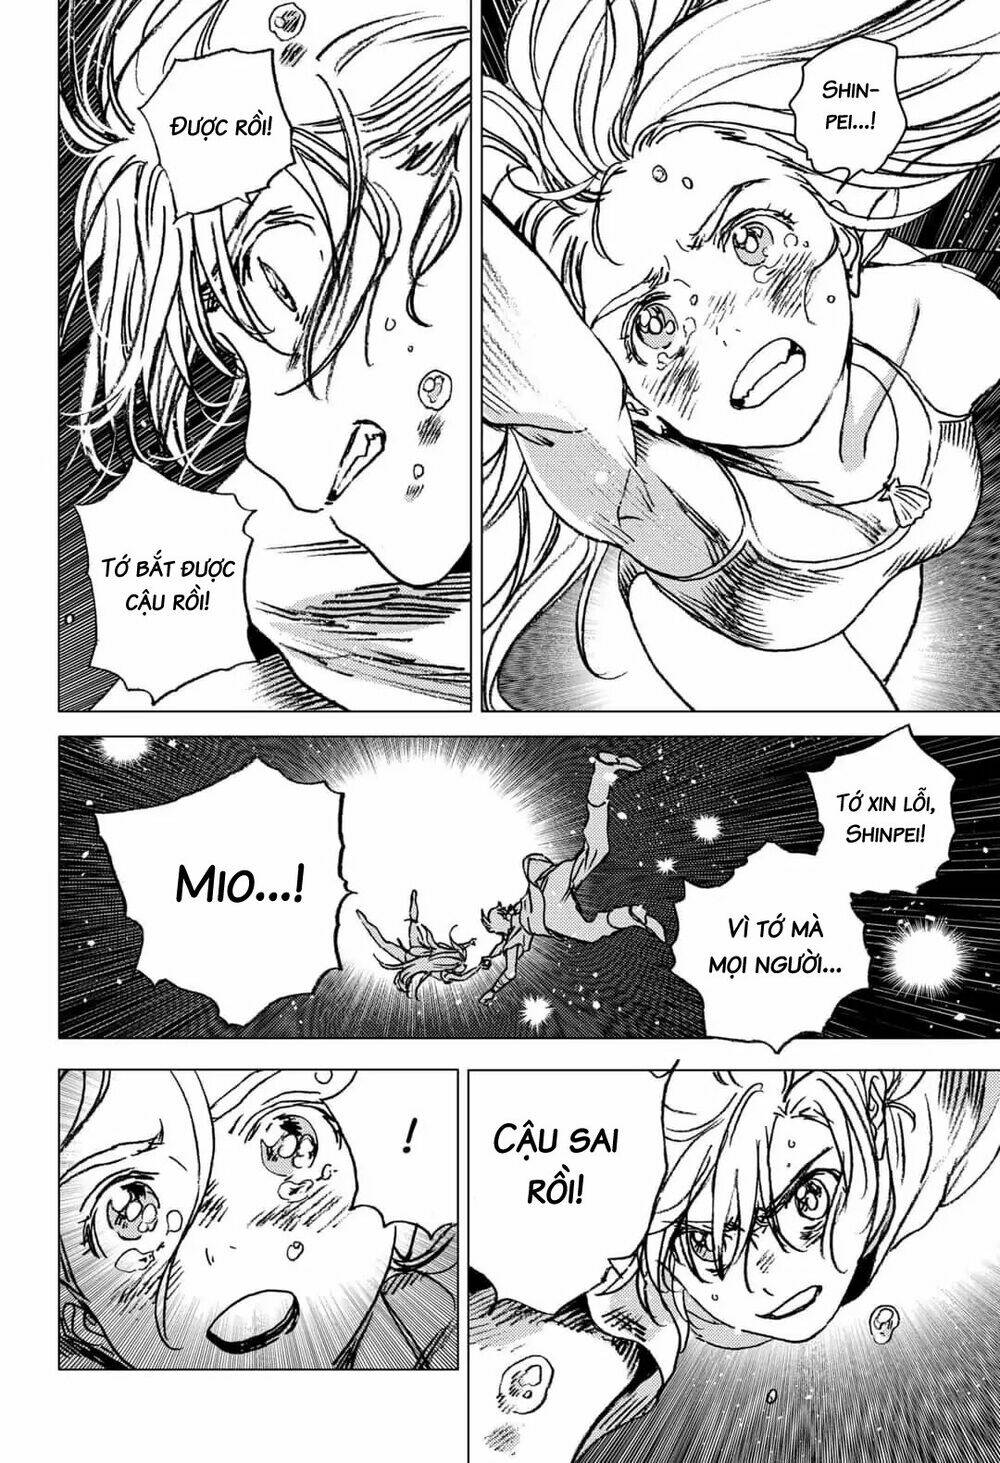 SHIN-
PEI...!
ĐƯỢC RỒI!
TỚ BẮT ĐƯỢC
CẬU RỒI!
TỚ XIN LỖI,
SHINPEI!
VÌ TỚ MÀ
MỌI NGƯỜI...
MIO...!
CẬU SAI
RỒI!
!